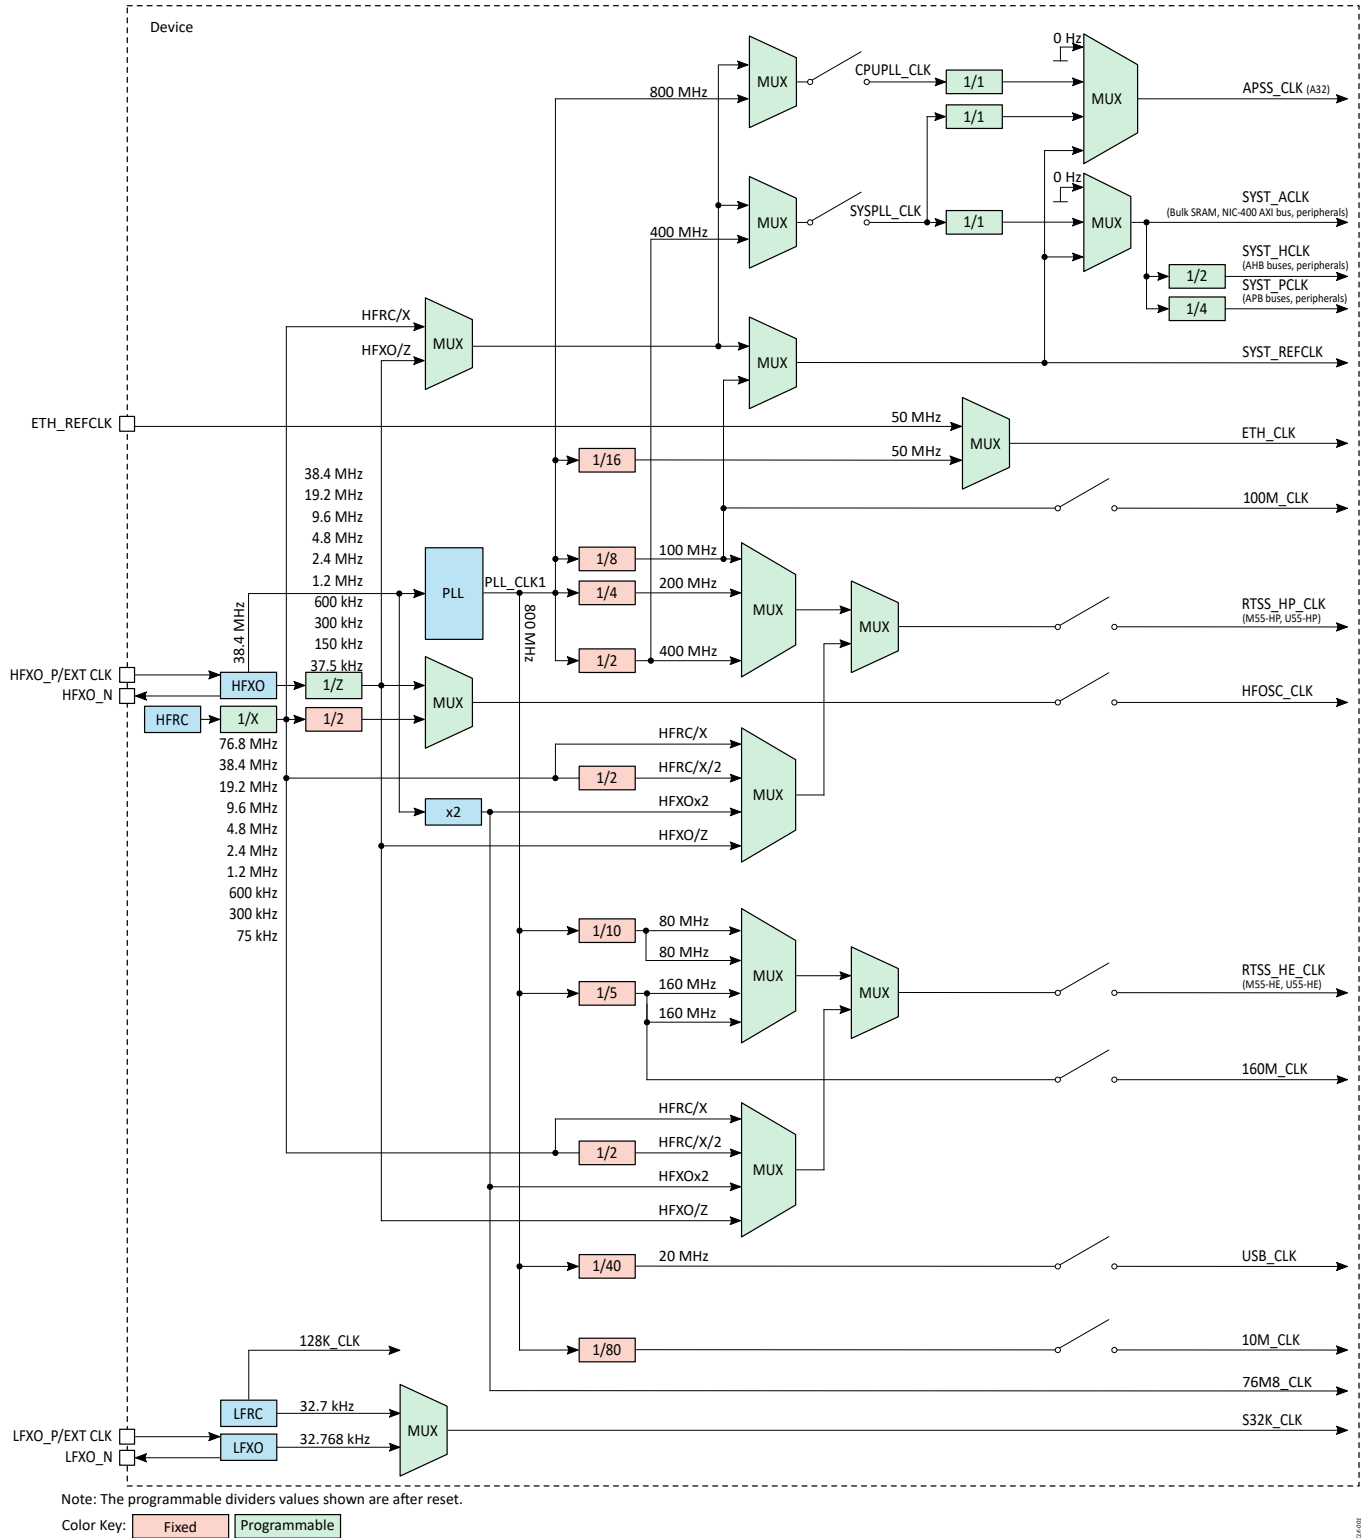 Device
0 Hz
CPUPLL_CLK
1/1
MUX
800 MHz
MUX
APSS_CLK (A32)
1/1
0 Hz
SYST_ACLK
(Bulk SRAM, NIC-400 AXI bus, peripherals)
MUX
SYSPLL_CLK
1/1
MUX
400 MHz
SYST_HCLK
(AHB buses, peripherals)
1/2
SYST_PCLK
(APB buses, peripherals)
1/4
HFRC/X
MUX
HFXO/Z
MUX
SYST_REFCLK
ETH_REFCLK
50 MHz
MUX
ETH_CLK
1/16
50 MHz
38.4 MHz
19.2 MHz
9.6 MHz
4.8 MHz
2.4 MHz
1.2 MHz
600 kHz
300 kHz
150 kHz
37.5 kHz
100M_CLK
1/8
100 MHz
PLL
PLL_CLK1
1/4
200 MHz
MUX
800 MHz
38.4 MHz
1/2
400 MHz
MUX
RTSS_HP_CLK
(M55-HP, U55-HP)
HFXO_P/EXT CLK
HFXO_N
HFXO
1/Z
MUX
HFOSC_CLK
HFRC
1/X
1/2
76.8 MHz
38.4 MHz
19.2 MHz
9.6 MHz
4.8 MHz
2.4 MHz
1.2 MHz
600 kHz
300 kHz
75 kHz
HFRC/X
1/2
HFRC/X/2
MUX
x2
HFXOx2
HFXO/Z
1/10
80 MHz
80 MHz
MUX
1/5
160 MHz
160 MHz
MUX
RTSS_HE_CLK
(M55-HE, U55-HE)
160M_CLK
HFRC/X
1/2
HFRC/X/2
MUX
HFXOx2
HFXO/Z
1/40
20 MHz
USB_CLK
128K_CLK
1/80
10M_CLK
76M8_CLK
LFRC
32.7 kHz
MUX
S32K_CLK
LFXO_P/EXT CLK
LFXO_N
LFXO
32.768 kHz
Note: The programmable dividers values shown are after reset.
Color Key:
Fixed
Programmable